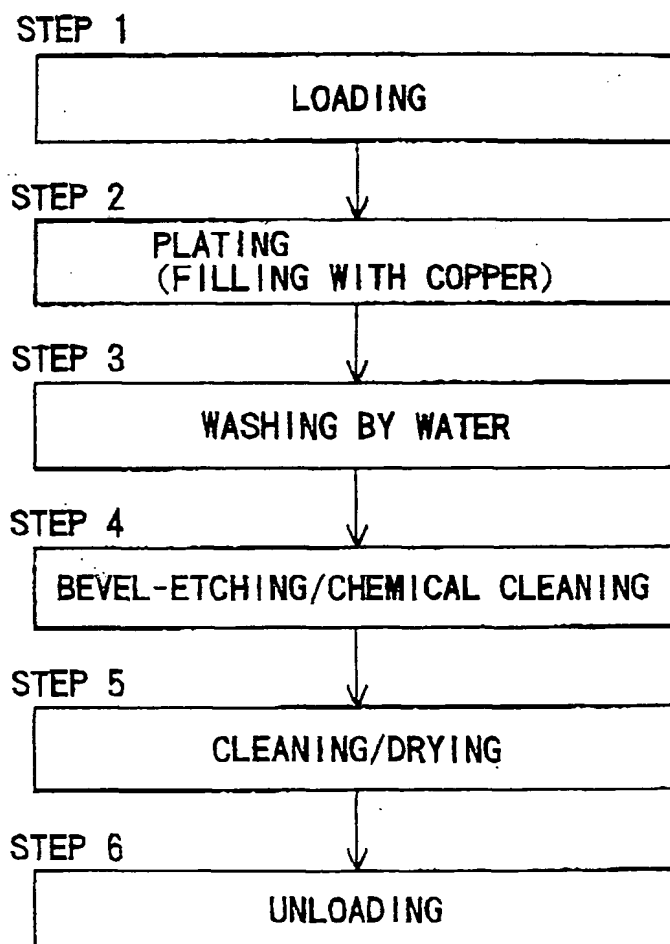 STEP 1
LOADING
STEP 2
PLATING
(FILLING WITH COPPER)
STEP 3
WASHING BY WATER
STEP 4
BEVEL-ETCHING/CHEMICAL CLEANING
STEP 5
CLEANING/DRYING
STEP 6
UNLOADING